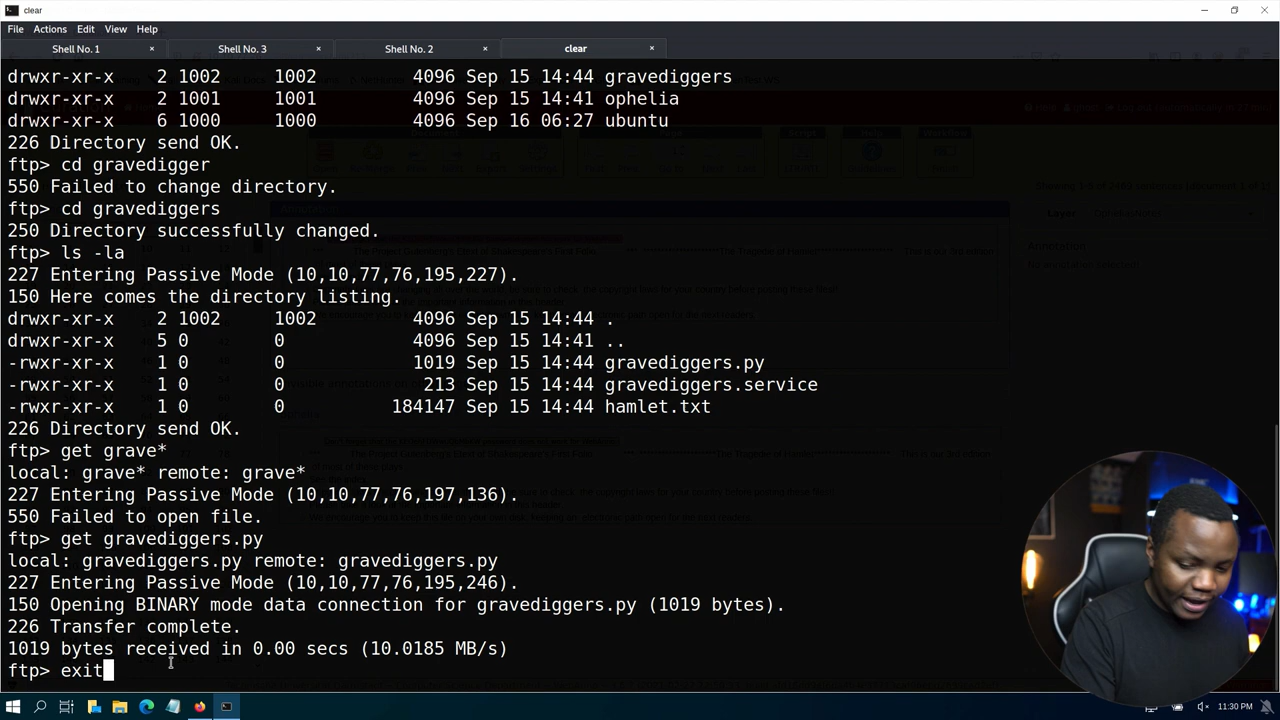 clear
File Actions Edit View Help
Shell No. 1 × Shell No. 3 × Shell No. 2 × clear ×
drwxr-xr-x 2 1002 1002 4096 Sep 15 14:44 gravediggers
drwxr-xr-x 2 1001 1001 4096 Sep 15 14:41 ophelia
drwxr-xr-x 6 1000 1000 4096 Sep 16 06:27 ubuntu
226 Directory send OK.
ftp> cd gravedigger
550 Failed to change directory.
ftp> cd gravediggers
250 Directory successfully changed.
ftp> ls -la
227 Entering Passive Mode (10,10,77,76,195,227).
150 Here comes the directory listing.
drwxr-xr-x 2 1002 1002 4096 Sep 15 14:44 .
drwxr-xr-x 5 0 0 4096 Sep 15 14:41 ..
-rwxr-xr-x 1 0 0 1019 Sep 15 14:44 gravediggers.py
-rwxr-xr-x 1 0 0 213 Sep 15 14:44 gravediggers.service
-rwxr-xr-x 1 0 0 184147 Sep 15 14:44 hamlet.txt
226 Directory send OK.
ftp> get grave*
local: grave* remote: grave*
227 Entering Passive Mode (10,10,77,76,197,136).
550 Failed to open file.
ftp> get gravediggers.py
local: gravediggers.py remote: gravediggers.py
227 Entering Passive Mode (10,10,77,76,195,246).
150 Opening BINARY mode data connection for gravediggers.py (1019 bytes).
226 Transfer complete.
1019 bytes received in 0.00 secs (10.0185 MB/s)
ftp> exit
11:30 PM